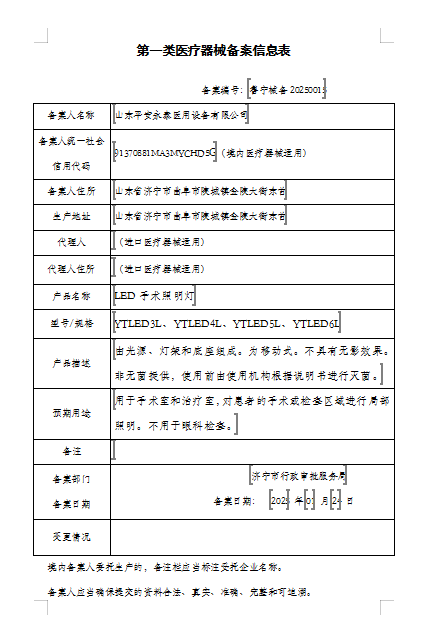 第一类医疗器械备案信息表
备案编号：鲁宁械备 2025001
备案人名称 山东平安永泰医用设备有限公司
备案人统一社会
信用代码 91370881MA3MYCHD5G（境内医疗器械适用）
备案人住所 山东省济宁市曲阜市陵城镇金陵大街东首
生产地址 山东省济宁市曲阜市陵城镇金陵大街东首
代理人 （进口医疗器械适用）
代理人住所 （进口医疗器械适用）
产品名称 LED 手术照明灯
型号/规格 YTLED3L、YTLED4L、YTLED5L、YTLED6L
产品描述 由光源、灯架和底座组成。为移动式。不具有无影效果。
非无菌提供，使用前由使用机构根据说明书进行灭菌。
预期用途 用于手术室和治疗室，对患者的手术或检查区域进行局部
照明。不用于眼科检查。
备注
备案部门 济宁市行政审批服务局
备案日期 备案日期： 2025 年 0 月 24 日
变更情况
境内备案人委托生产的，备注栏应当标注受托企业名称。
备案人应当确保提交的资料合法、真实、准确、完整和可追溯。